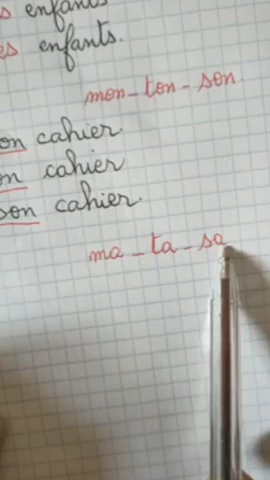 enfants
enfants.
mon - ton - son
cahier.
cahier
son cahier.
ma - ta - sa